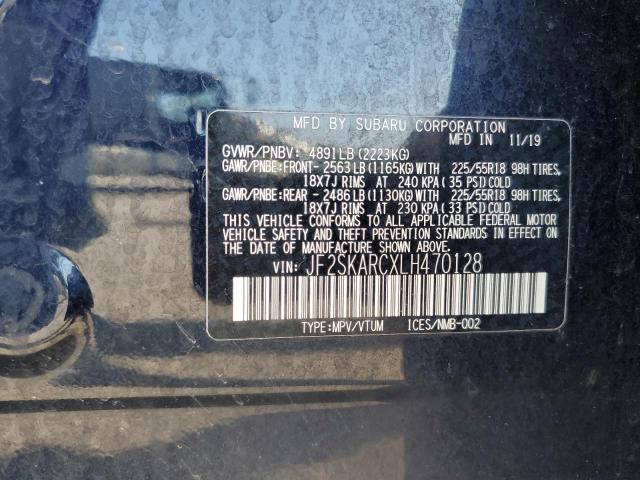 MFD BY SUBARU CORPORATION
MFD IN 11/19
GVWR/PNBV: 4891LB(2223KG)
GAWR/PNBE:FRONT- 2563LB(1165KG)WITH 225/55R18 98H TIRES,
18X7J RIMS AT 240 KPA(35 PSI)COLD
GAWR/PNBE:REAR - 2486LB(1130KG)WITH 225/55R18 98H TIRES,
18X7J RIMS AT 230 KPA(33 PSI)COLD
THIS VEHICLE CONFORMS TO ALL APPLICABLE FEDERAL MOTOR
VEHICLE SAFETY AND THEFT PREVENTION STANDARDS IN
EFFECT ON THE DATE OF MANUFACTURE SHOWN ABOVE.
VIN: JF2SKARCXLH470128
TYPE:MPV/VTUM ICES/NMB-002